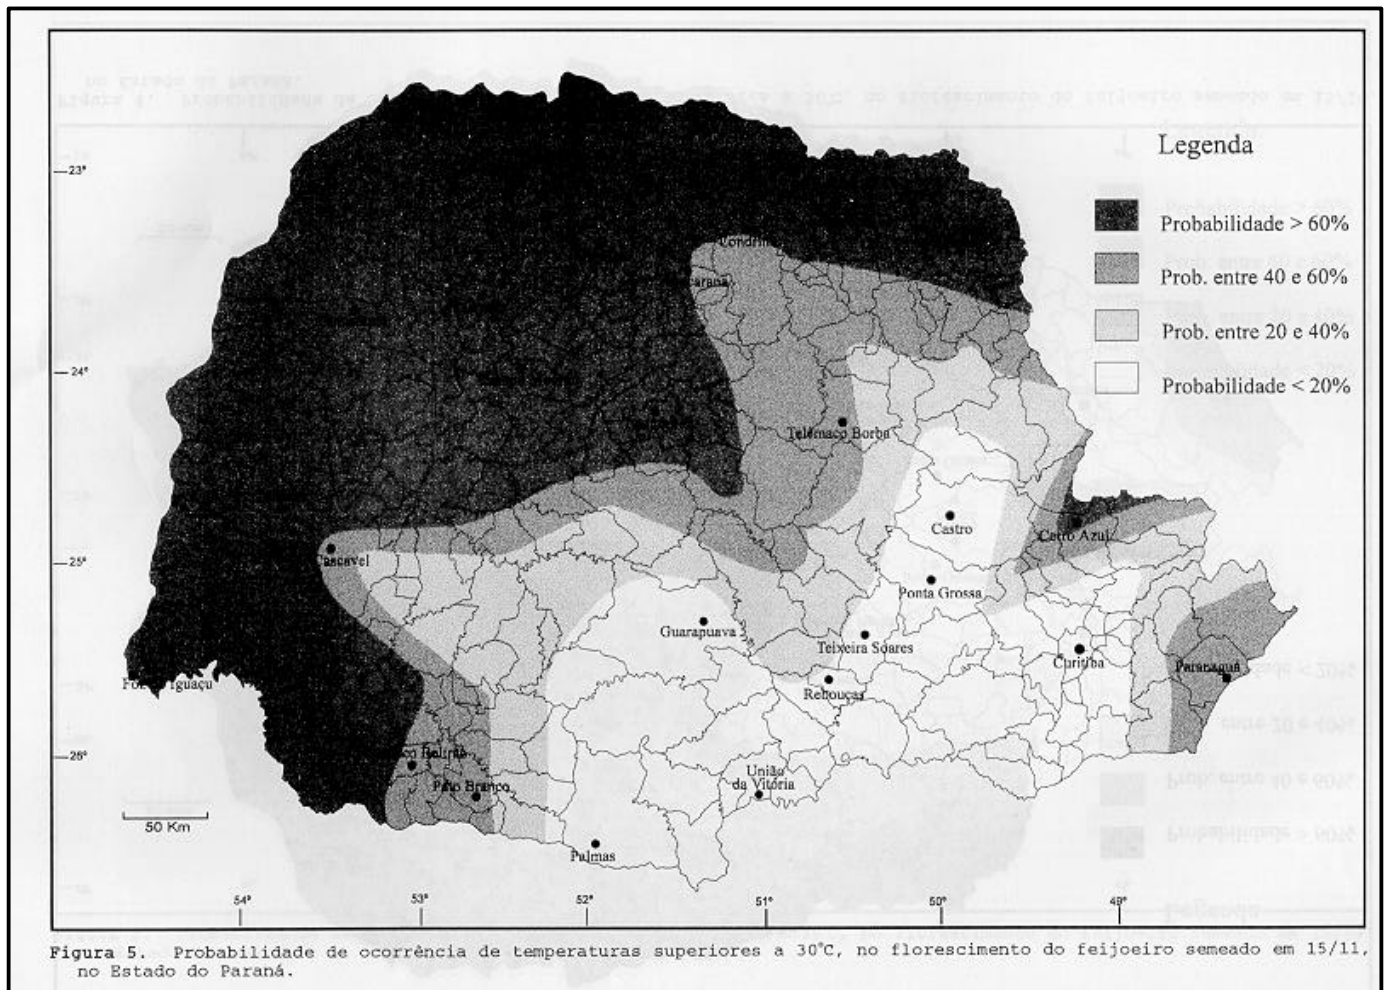 Legenda
23°
Probabilidade > 60%
Prob. entre 40 e 60%
Prob. entre 20 e 40%
Probabilidade < 20%
24°
Telêmaco Borba
Castro
Cerro Azul
25°
Cascavel
Ponta Grossa
Guarapuava
Teixeira Soares
Curitiba
Paranaguá
Iguaçu
Rebouças
26°
Beltrão
Pato Branco
União
da Vitória
50 Km
Palmas
54° 53° 52° 51° 50° 49°
Figura 5. Probabilidade de ocorrência de temperaturas superiores a 30°C, no florescimento do feijoeiro semeado em 15/11,
no Estado do Paraná.